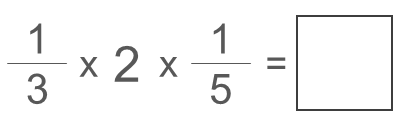 1/3 x 2 x 1/5 =